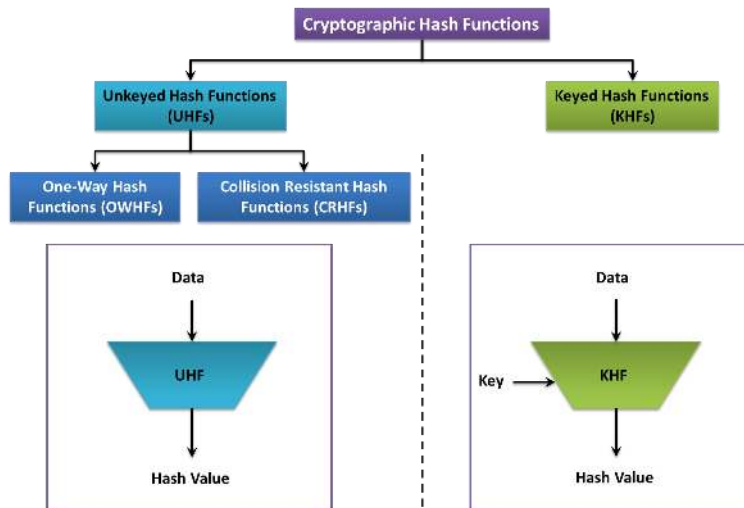 Cryptographic Hash Functions
Unkeyed Hash Functions
(UHFs)
Keyed Hash Functions
(KHFs)
One-Way Hash
Functions (OWHFs)
Collision Resistant Hash
Functions (CRHFs)
Data
UHF
Hash Value
Data
Key
KHF
Hash Value